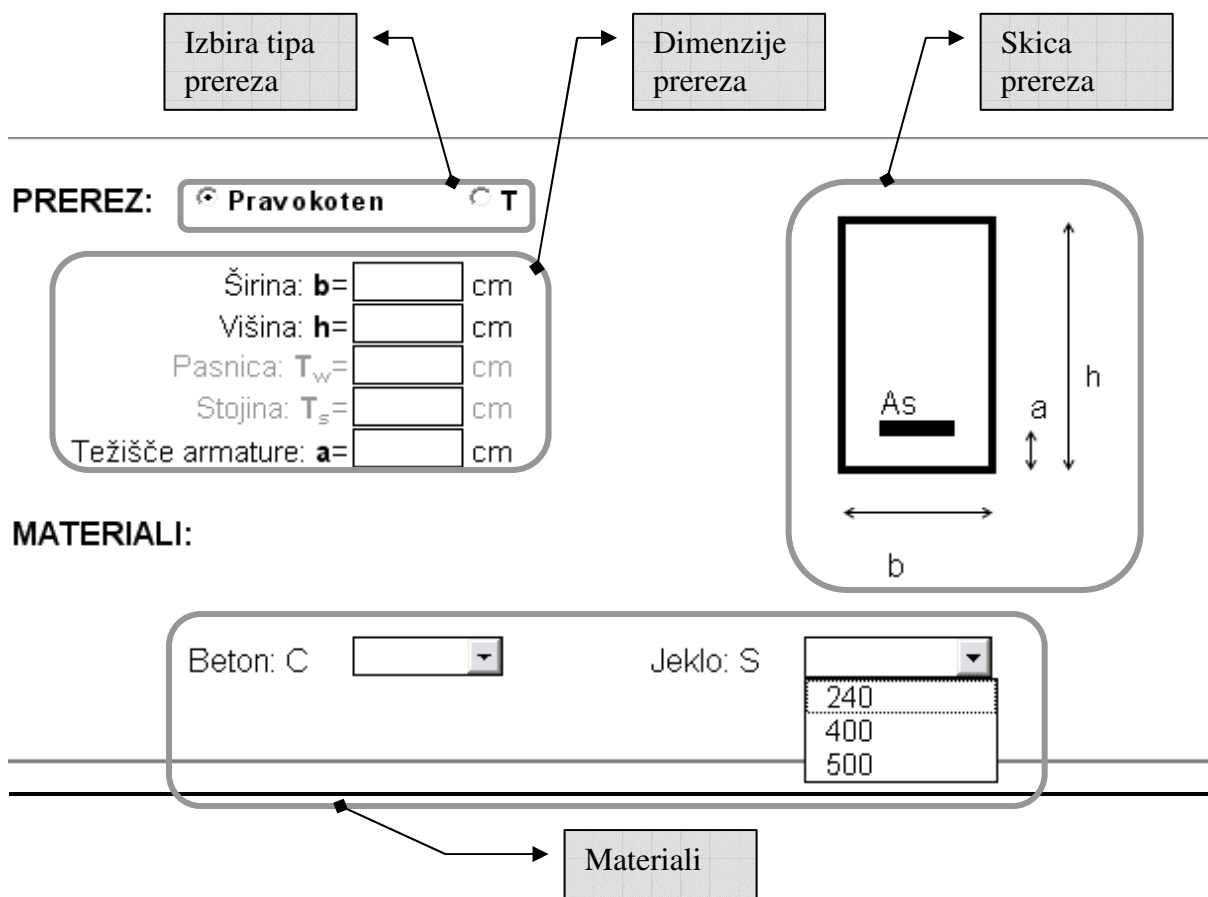 Izbira tipa
prereza
Dimenzije
prereza
Skica
prereza
PREREZ: Pravokoten T
Širina: b= cm
Višina: h= cm
Pasnica: Tw= cm
Stojina: Ts= cm
Težišče armature: a= cm
As
a
h
b
MATERIALI:
Beton: C
Jeklo: S
240
400
500
Materiali